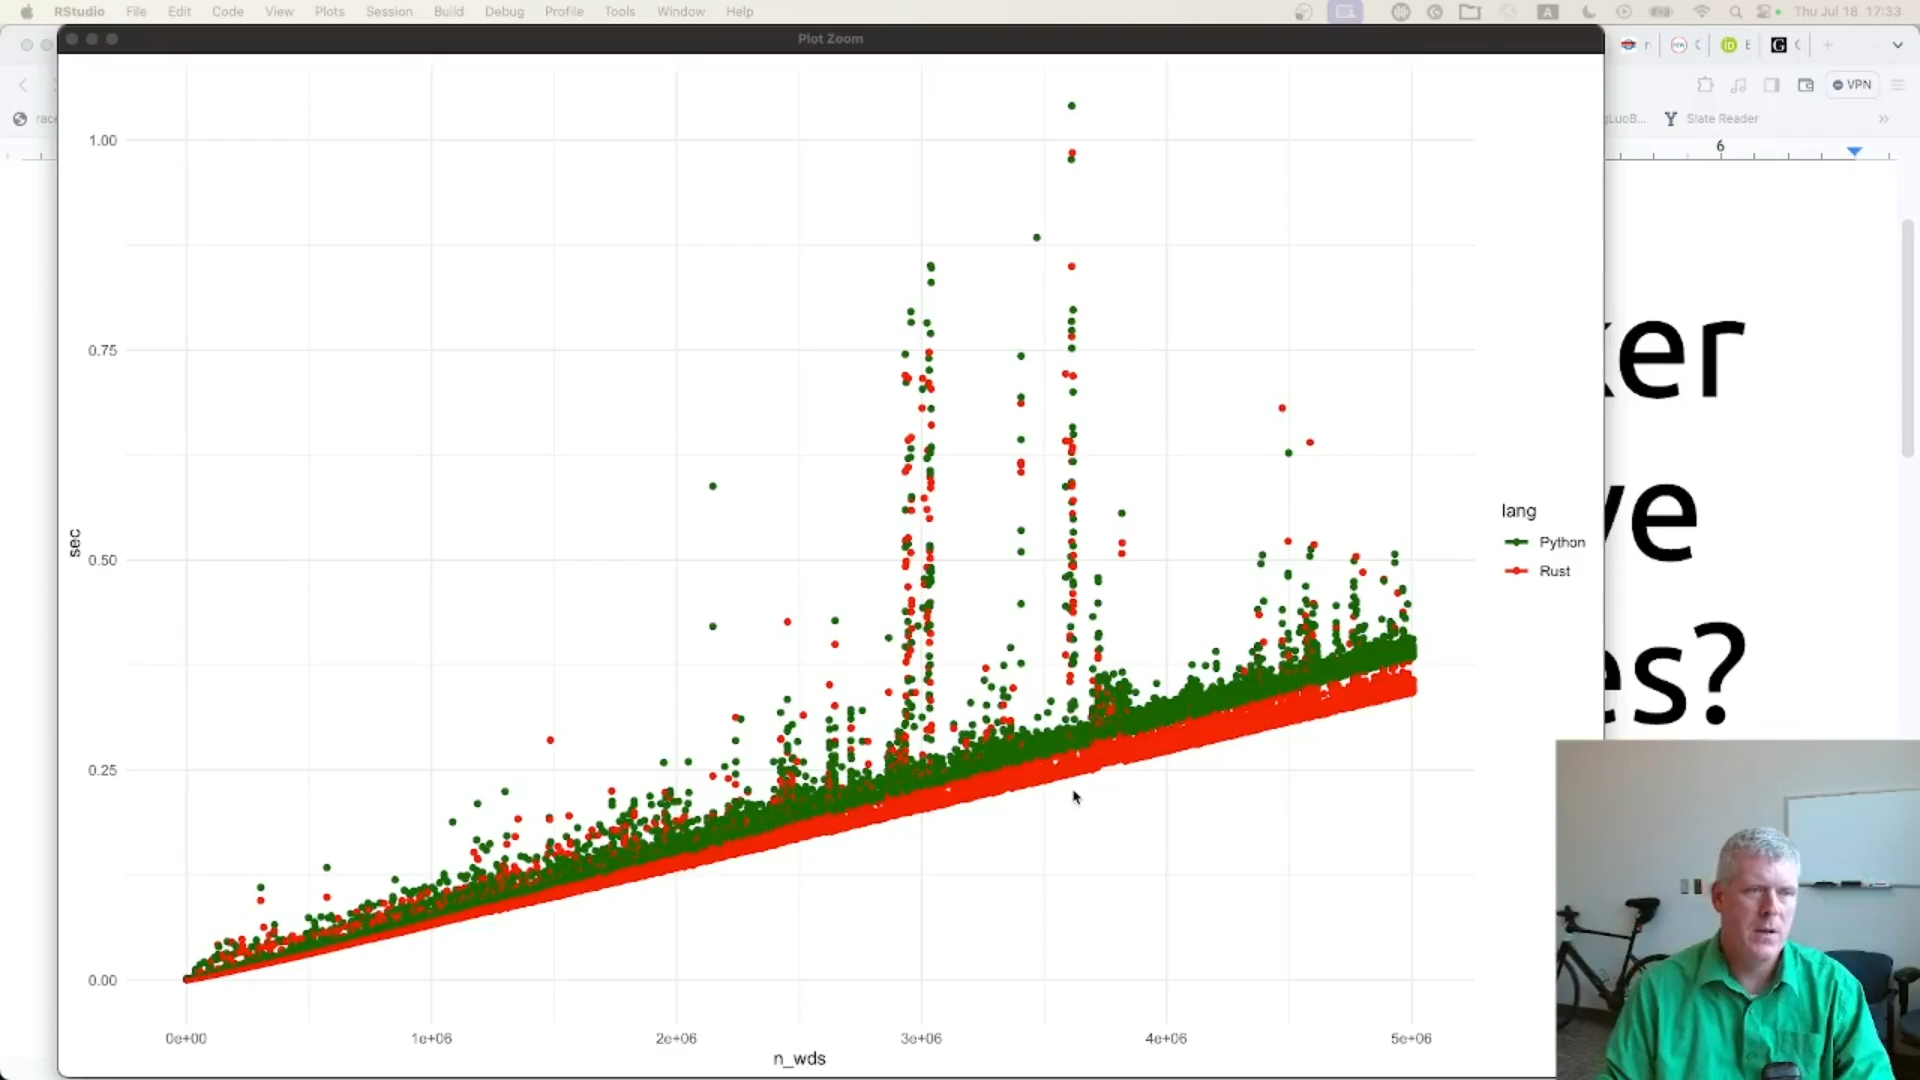 RStudio File Edit Code View Plots Session Build Debug Profile Tools Window Help A Thu Jul 18 17:33
Plot Zoom
iD E G
VPN
Slate Reader
6
1.00
0.75
0.50
0.25
0.00
sec
0e+00 1e+06 2e+06 3e+06 4e+06 5e+06
n_wds
lang
Python
Rust
er
e
es?